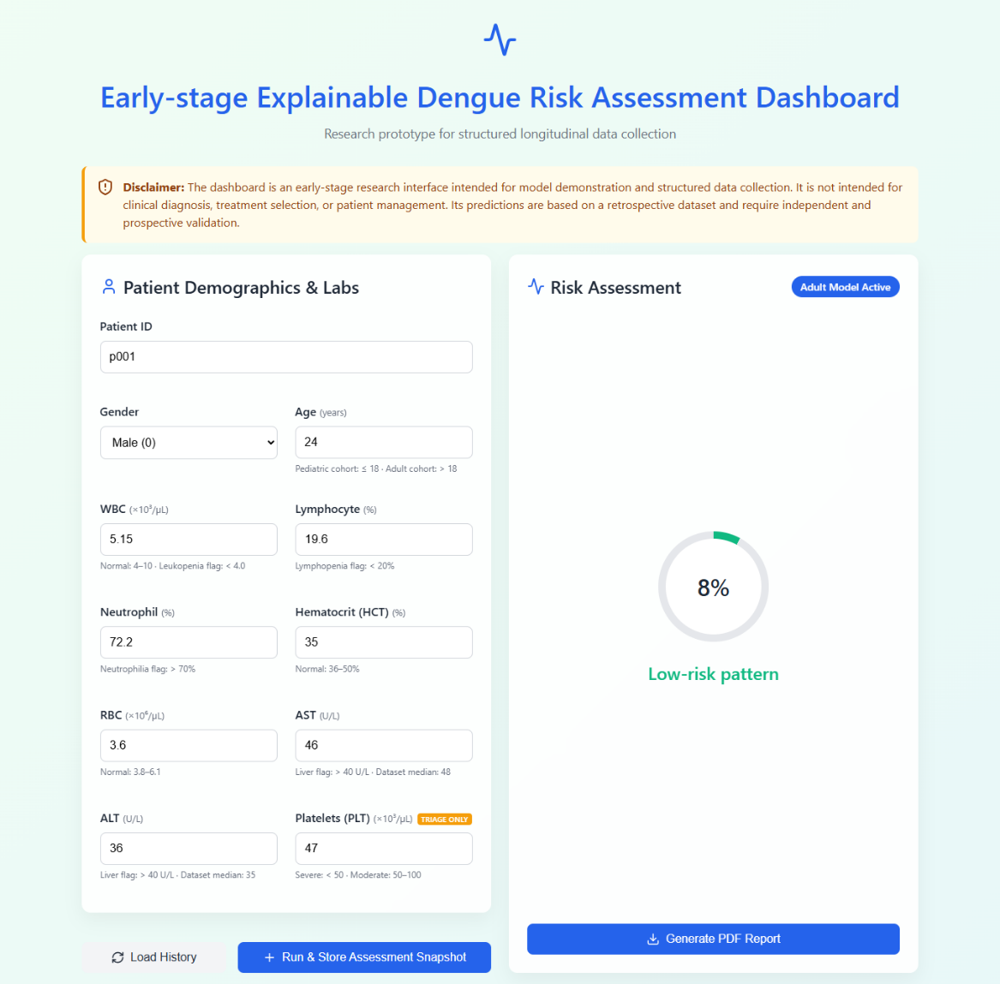 Early-stage Explainable Dengue Risk Assessment Dashboard
Research prototype for structured longitudinal data collection
Disclaimer: The dashboard is an early-stage research interface intended for model demonstration and structured data collection. It is not intended for
clinical diagnosis, treatment selection, or patient management. Its predictions are based on a retrospective dataset and require independent and
prospective validation.
Patient Demographics & Labs
Patient ID
p001
Gender
Male (0)
Age (years)
24
Pediatric cohort: ≤ 18 · Adult cohort: > 18
WBC (×10³/µL)
5.15
Normal: 4–10 · Leukopenia flag: < 4.0
Lymphocyte (%)
19.6
Lymphopenia flag: < 20%
Neutrophil (%)
72.2
Neutrophilia flag: > 70%
Hematocrit (HCT) (%)
35
Normal: 36–50%
RBC (×10⁶/µL)
3.6
Normal: 3.8–6.1
AST (U/L)
46
Liver flag: > 40 U/L · Dataset median: 48
ALT (U/L)
36
Liver flag: > 40 U/L · Dataset median: 35
Platelets (PLT) (×10³/µL) TRIAGE ONLY
47
Severe: < 50 · Moderate: 50–100
Load History
Run & Store Assessment Snapshot
Risk Assessment
Adult Model Active
8%
Low-risk pattern
Generate PDF Report